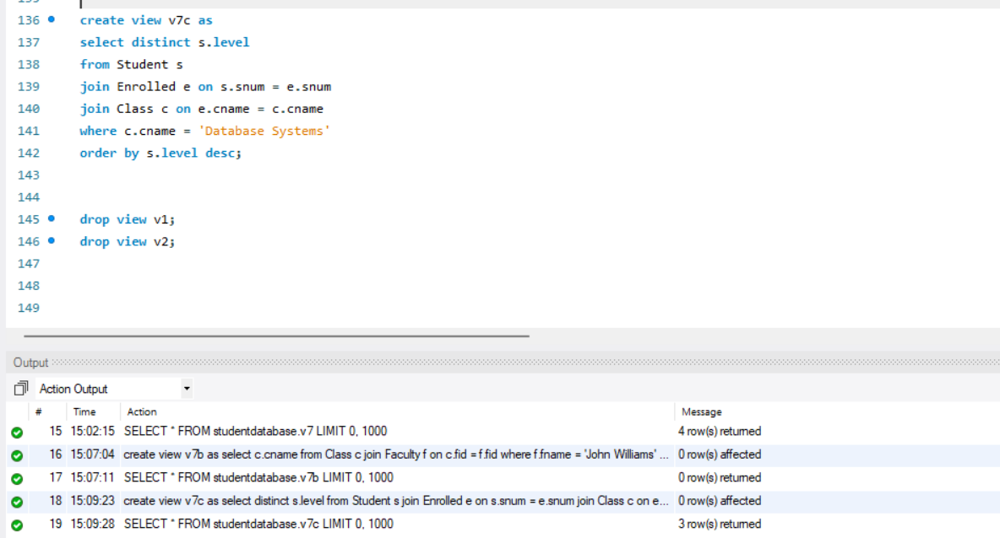 136 create view v7c as
137 select distinct s.level
138 from Student s
139 join Enrolled e on s.snum = e.snum
140 join Class c on e.cname = c.cname
141 where c.cname = 'Database Systems'
142 order by s.level desc;
143
144
145 drop view v1;
146 drop view v2;
147
148
149
Output
Action Output
# Time Action Message
15 15:02:15 SELECT * FROM studentdatabase.v7 LIMIT 0, 1000 4 row(s) returned
16 15:07:04 create view v7b as select c.cname from Class c join Faculty f on c.fid = f.fid where f.fname = 'John Williams' ... 0 row(s) affected
17 15:07:11 SELECT * FROM studentdatabase.v7b LIMIT 0, 1000 0 row(s) returned
18 15:09:23 create view v7c as select distinct s.level from Student s join Enrolled e on s.snum = e.snum join Class c on e... 0 row(s) affected
19 15:09:28 SELECT * FROM studentdatabase.v7c LIMIT 0, 1000 3 row(s) returned